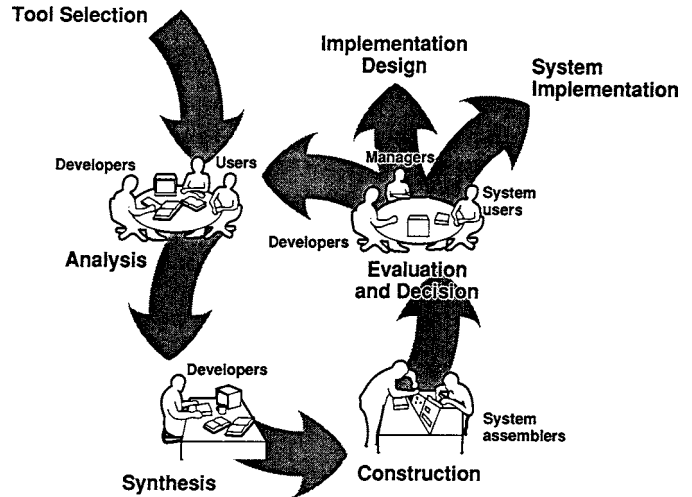 Tool Selection
Implementation
Design
System
Implementation
Developers
Users
Managers
System
users
Developers
Analysis
Evaluation
and Decision
Developers
System
assemblers
Synthesis
Construction